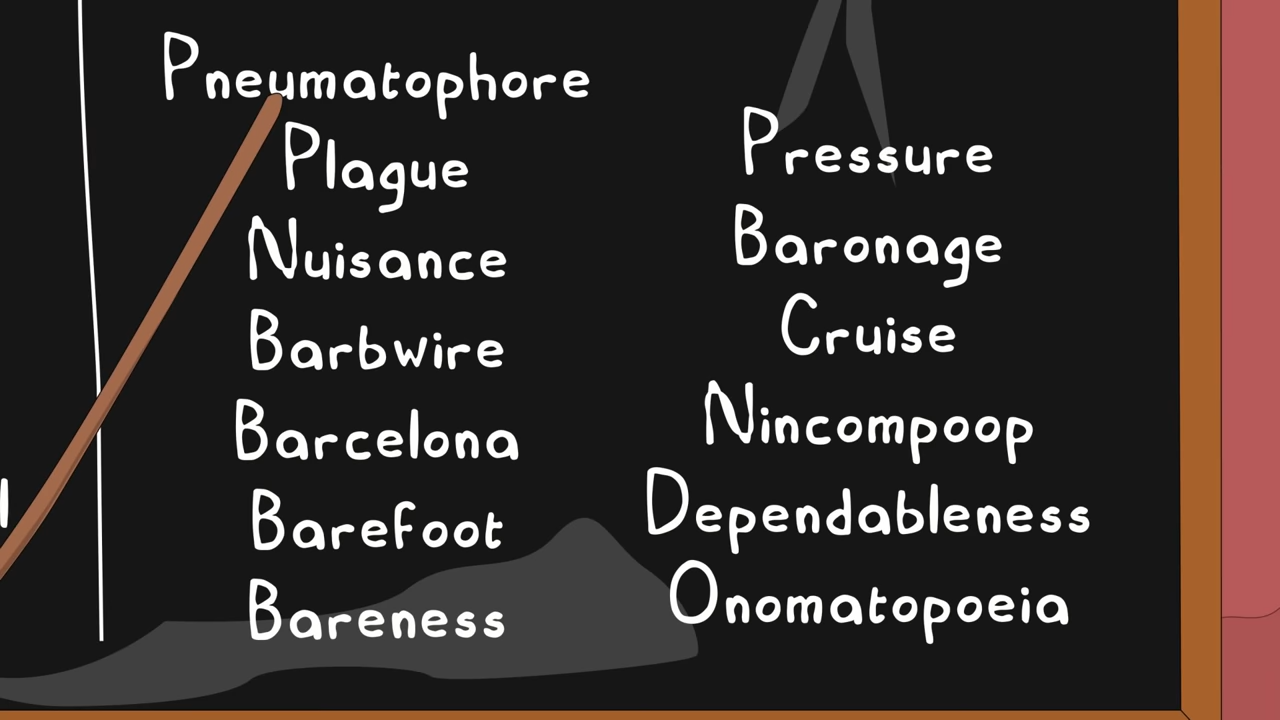 Pneumatophore
Plague
Nuisance
Barbwire
Barcelona
Barefoot
Bareness
Pressure
Baronage
Cruise
Nincompoop
Dependableness
Onomatopoeia